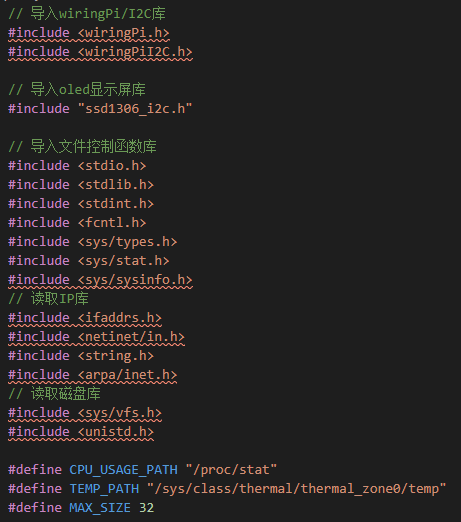 // 导入wiringPi/I2C库
#include <wiringPi.h>
#include <wiringPiI2C.h>
// 导入oled显示屏库
#include "ssd1306_i2c.h"
// 导入文件控制函数库
#include <stdio.h>
#include <stdlib.h>
#include <stdint.h>
#include <fcntl.h>
#include <sys/types.h>
#include <sys/stat.h>
#include <sys/sysinfo.h>
// 读取IP库
#include <ifaddrs.h>
#include <netinet/in.h>
#include <string.h>
#include <arpa/inet.h>
// 读取磁盘库
#include <sys/vfs.h>
#include <unistd.h>
#define CPU_USAGE_PATH "/proc/stat"
#define TEMP_PATH "/sys/class/thermal/thermal_zone0/temp"
#define MAX_SIZE 32